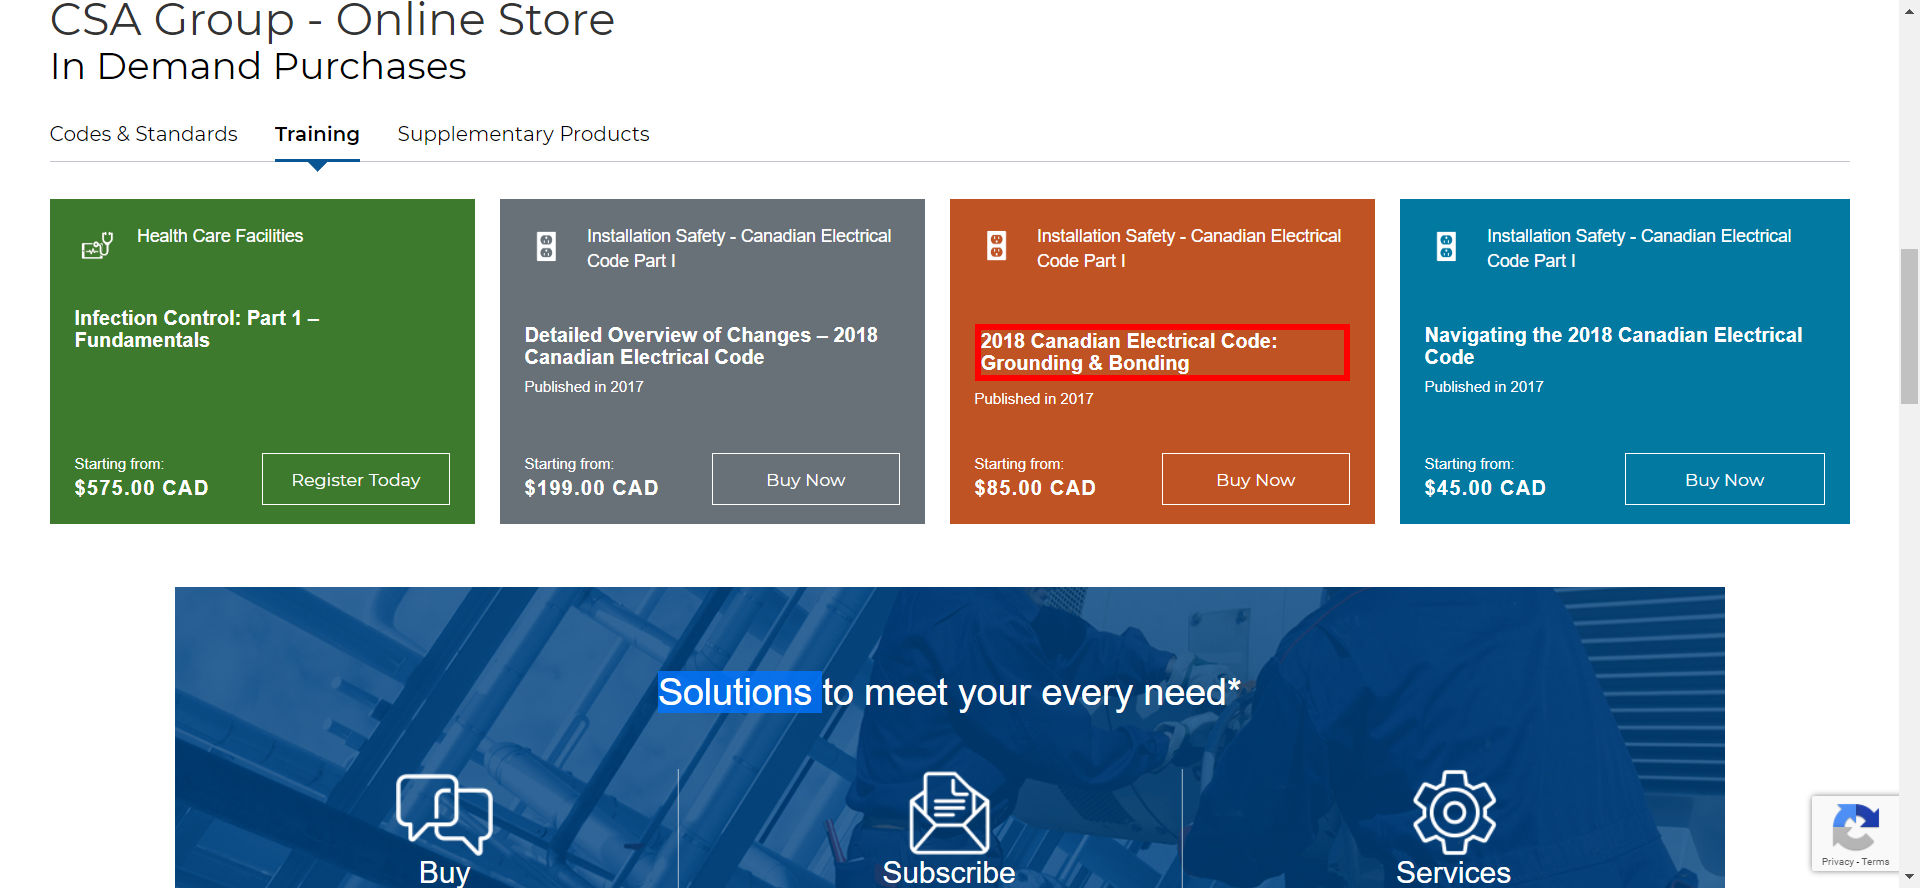 CSA Group - Online Store
In Demand Purchases
Codes & Standards
Training
Supplementary Products
Health Care Facilities
Infection Control: Part 1 –
Fundamentals
Starting from:
$575.00 CAD
Register Today
Installation Safety - Canadian Electrical
Code Part I
Detailed Overview of Changes – 2018
Canadian Electrical Code
Published in 2017
Starting from:
$199.00 CAD
Buy Now
Installation Safety - Canadian Electrical
Code Part I
2018 Canadian Electrical Code:
Grounding & Bonding
Published in 2017
Starting from:
$85.00 CAD
Buy Now
Installation Safety - Canadian Electrical
Code Part I
Navigating the 2018 Canadian Electrical
Code
Published in 2017
Starting from:
$45.00 CAD
Buy Now
Solutions to meet your every need*
Buy
Subscribe
Services
Privacy - Terms